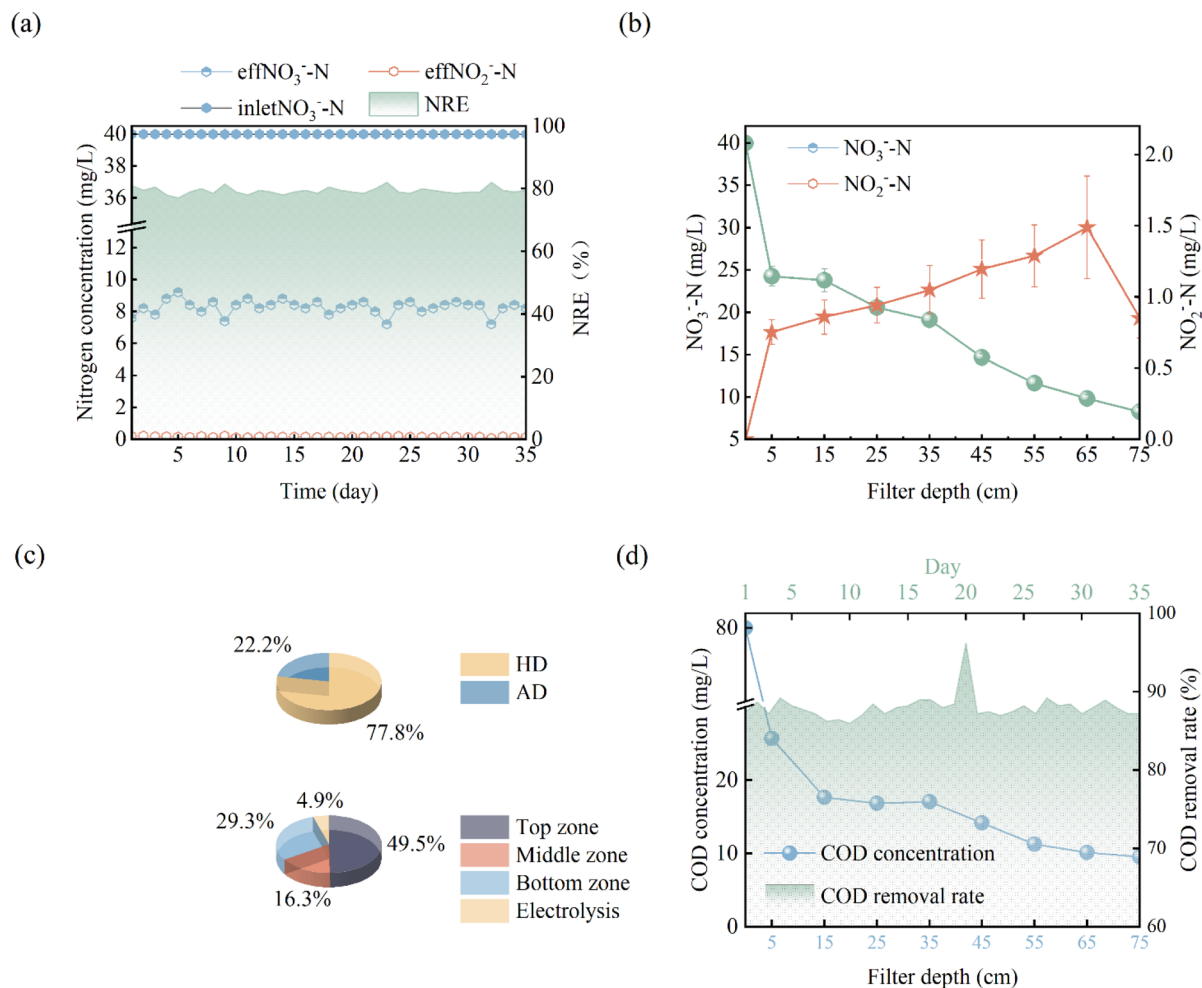 (a)
effNO₃⁻-N
effNO₂⁻-N
inletNO₃⁻-N
NRE
Nitrogen concentration (mg/L)
40
38
36
12
10
8
6
4
2
0
100
80
60
40
20
0
NRE (%)
5 10 15 20 25 30 35
Time (day)
(b)
NO₃⁻-N
NO₂⁻-N
NO₃⁻-N (mg/L)
40
35
30
25
20
15
10
5
2.0
1.5
1.0
0.5
0.0
NO₂⁻-N (mg/L)
5 15 25 35 45 55 65 75
Filter depth (cm)
(c)
22.2%
77.8%
HD
AD
4.9%
29.3%
49.5%
16.3%
Top zone
Middle zone
Bottom zone
Electrolysis
(d)
Day
1 5 10 15 20 25 30 35
COD concentration (mg/L)
80
20
10
0
100
90
80
70
60
COD removal rate (%)
COD concentration
COD removal rate
5 15 25 35 45 55 65 75
Filter depth (cm)